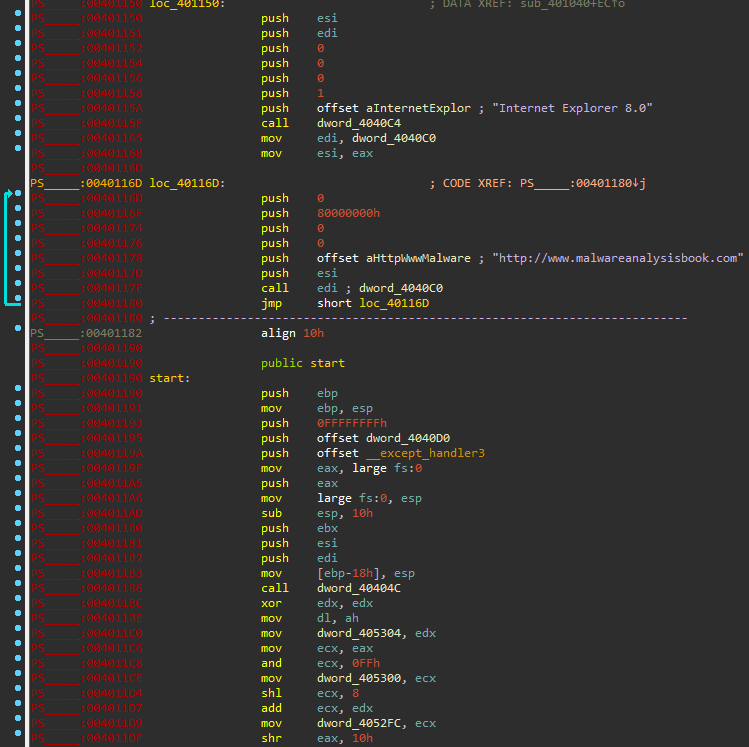 PS_____:00401150 loc_401150: ; DATA XREF: sub_401040+EC↑o
PS_____:00401150 push esi
PS_____:00401151 push edi
PS_____:00401152 push 0
PS_____:00401154 push 0
PS_____:00401156 push 0
PS_____:00401158 push 1
PS_____:0040115A push offset aInternetExplor ; "Internet Explorer 8.0"
PS_____:0040115F call dword_4040C4
PS_____:00401165 mov edi, dword_4040C0
PS_____:0040116B mov esi, eax
PS_____:0040116D
PS_____:0040116D loc_40116D: ; CODE XREF: PS_____:00401180↓j
PS_____:0040116D push 0
PS_____:0040116F push 80000000h
PS_____:00401174 push 0
PS_____:00401176 push 0
PS_____:00401178 push offset aHttpWwwMalware ; "http://www.malwareanalysisbook.com"
PS_____:0040117D push esi
PS_____:0040117E call edi ; dword_4040C0
PS_____:00401180 jmp short loc_40116D
PS_____:00401180 ; ---------------------------------------------------------------------------
PS_____:00401182 align 10h
PS_____:00401190
PS_____:00401190 public start
PS_____:00401190 start:
PS_____:00401190 push ebp
PS_____:00401191 mov ebp, esp
PS_____:00401193 push 0FFFFFFFFh
PS_____:00401195 push offset dword_4040D0
PS_____:0040119A push offset __except_handler3
PS_____:0040119F mov eax, large fs:0
PS_____:004011A5 push eax
PS_____:004011A6 mov large fs:0, esp
PS_____:004011AD sub esp, 10h
PS_____:004011B0 push ebx
PS_____:004011B1 push esi
PS_____:004011B2 push edi
PS_____:004011B3 mov [ebp-18h], esp
PS_____:004011B6 call dword_40404C
PS_____:004011BC xor edx, edx
PS_____:004011BE mov dl, ah
PS_____:004011C0 mov dword_405304, edx
PS_____:004011C6 mov ecx, eax
PS_____:004011C8 and ecx, 0FFh
PS_____:004011CE mov dword_405300, ecx
PS_____:004011D4 shl ecx, 8
PS_____:004011D7 add ecx, edx
PS_____:004011D9 mov dword_4052FC, ecx
PS_____:004011DF shr eax, 10h